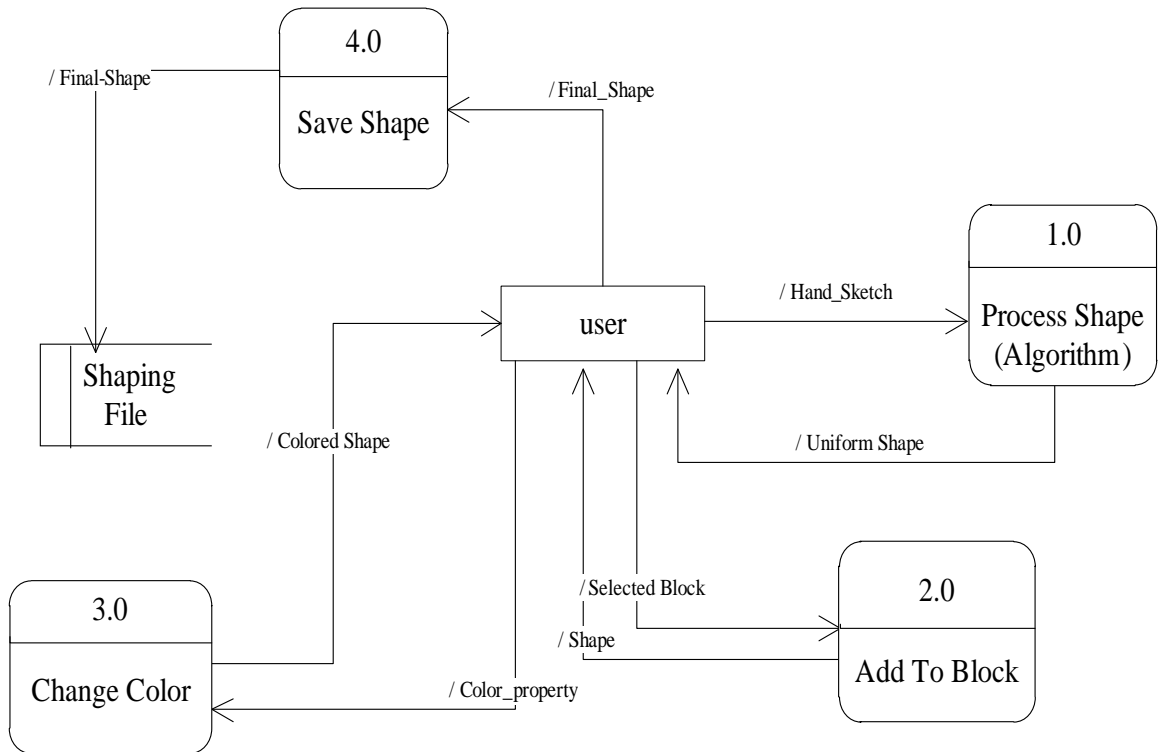 4.0
/ Final-Shape
/ Final_Shape
Save Shape
1.0
/ Hand_Sketch
user
Process Shape
(Algorithm)
Shaping
File
/ Colored Shape
/ Uniform Shape
/ Selected Block
2.0
3.0
/ Shape
Add To Block
Change Color
/ Color_property